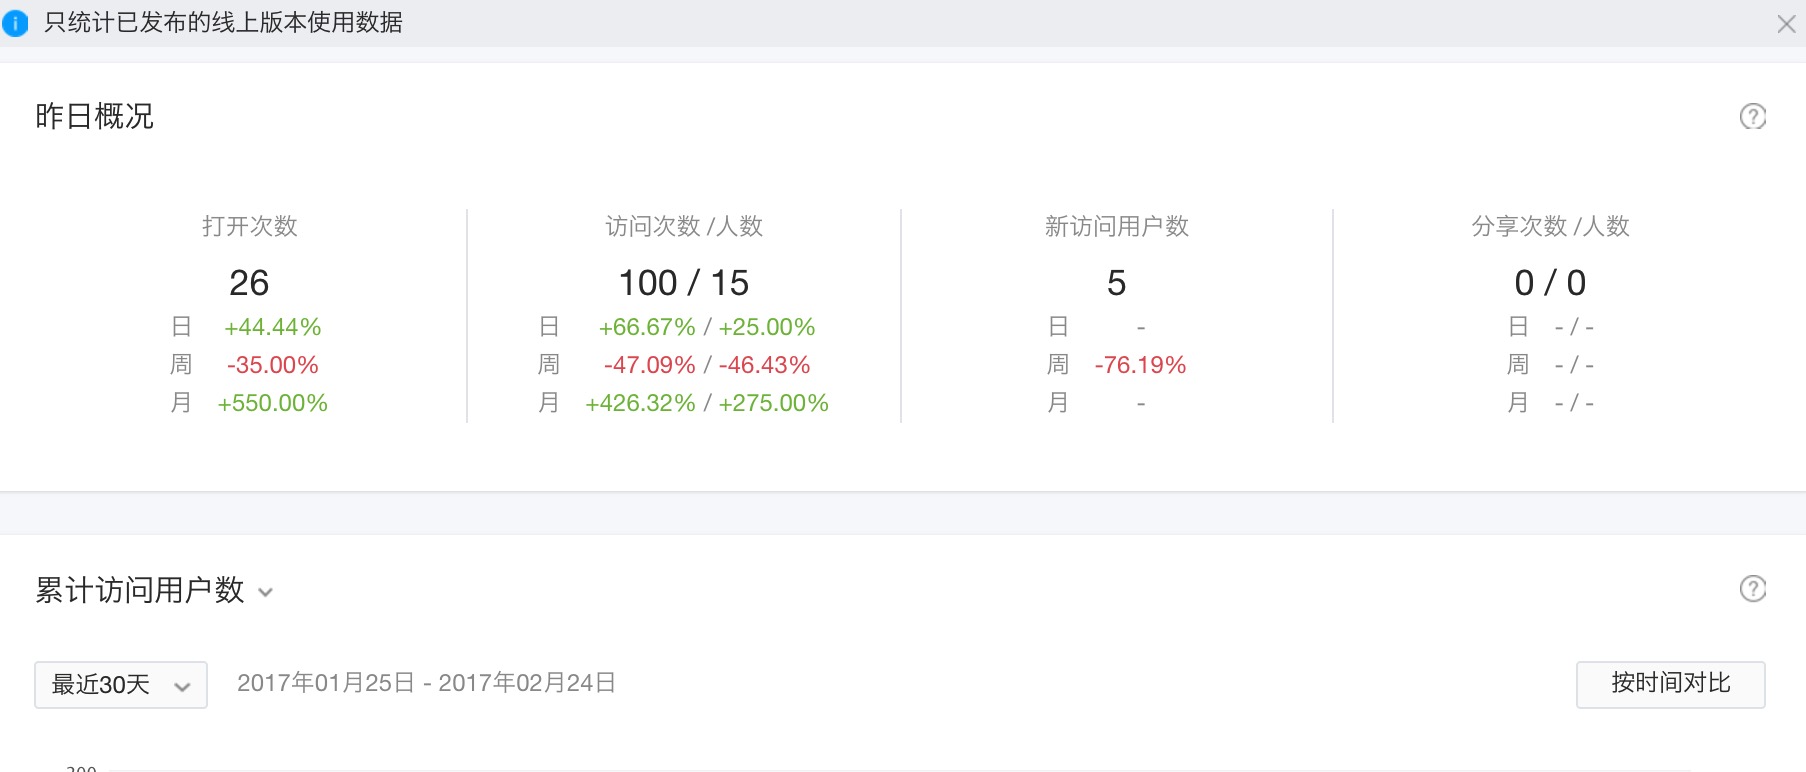 只统计已发布的线上版本使用数据
昨日概况
打开次数
26
日 +44.44%
周 -35.00%
月 +550.00%
访问次数 /人数
100 / 15
日 +66.67% / +25.00%
周 -47.09% / -46.43%
月 +426.32% / +275.00%
新访问用户数
5
日 -
周 -76.19%
月 -
分享次数 /人数
0 / 0
日 - / -
周 - / -
月 - / -
累计访问用户数
最近30天
2017年01月25日 - 2017年02月24日
按时间对比